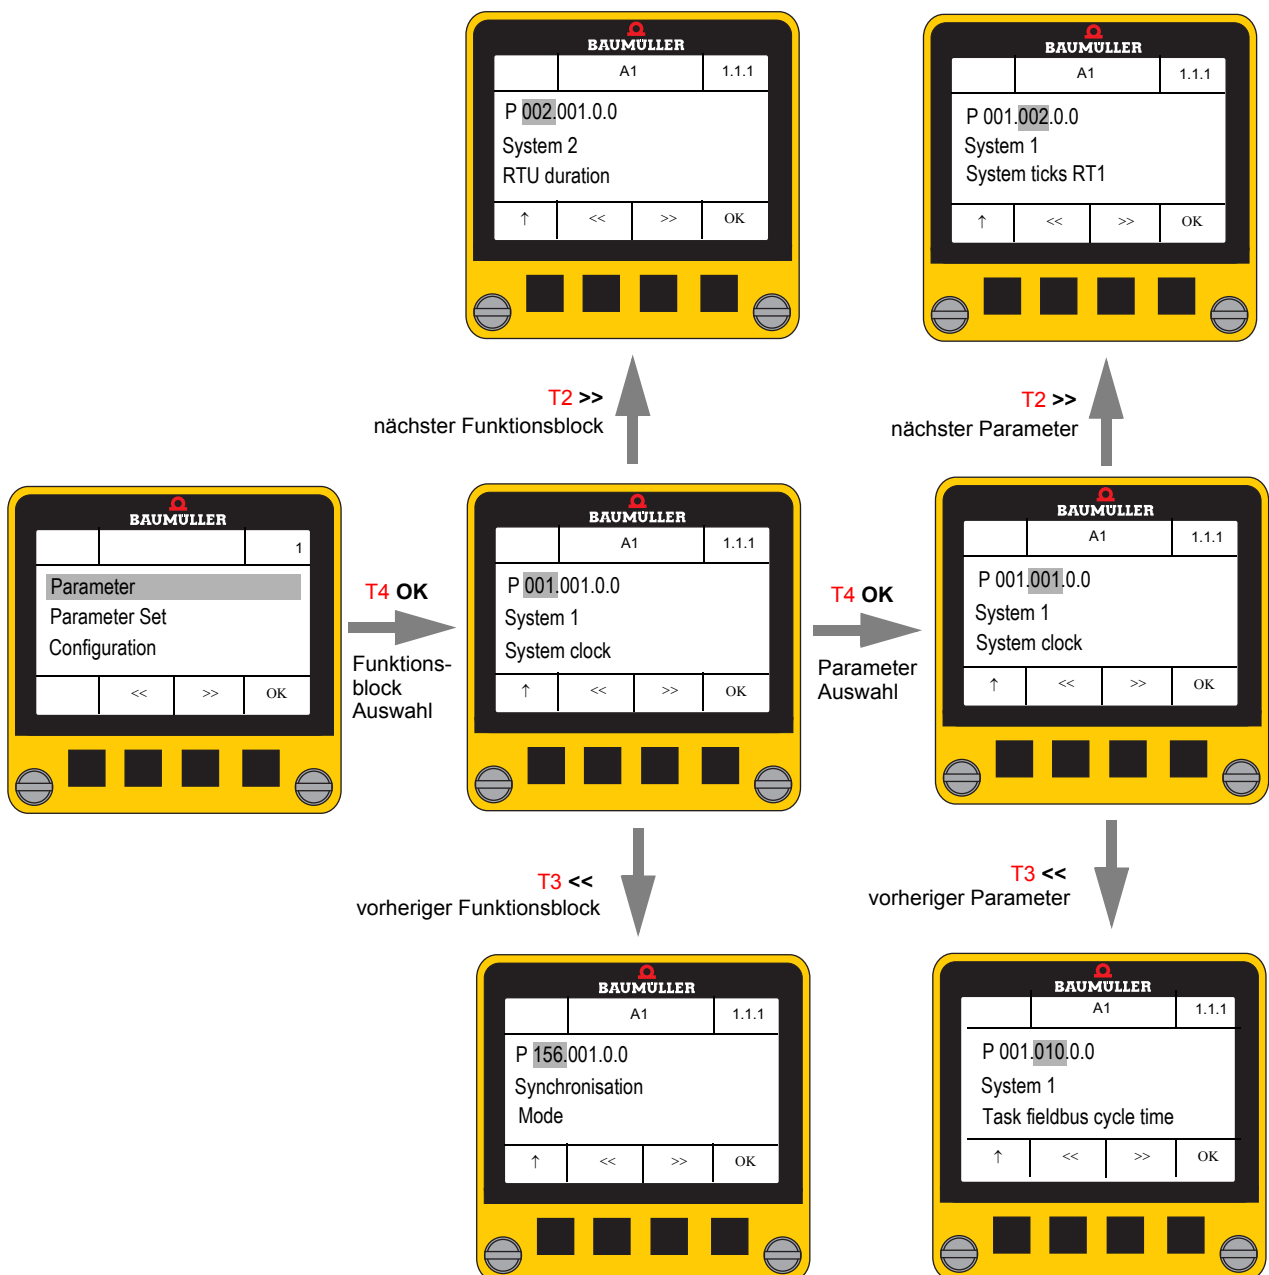 BAUMÜLLER
A1 1.1.1
P 002.001.0.0
System 2
RTU duration
↑ << >> OK
BAUMÜLLER
A1 1.1.1
P 001.002.0.0
System 1
System ticks RT1
↑ << >> OK
T2 >>
nächster Funktionsblock
T2 >>
nächster Parameter
BAUMÜLLER
1
Parameter
Parameter Set
Configuration
<< >> OK
T4 OK
Funktions-
block
Auswahl
BAUMÜLLER
A1 1.1.1
P 001.001.0.0
System 1
System clock
↑ << >> OK
T4 OK
Parameter
Auswahl
BAUMÜLLER
A1 1.1.1
P 001.001.0.0
System 1
System clock
↑ << >> OK
T3 <<
vorheriger Funktionsblock
T3 <<
vorheriger Parameter
BAUMÜLLER
A1 1.1.1
P 156.001.0.0
Synchronisation
Mode
↑ << >> OK
BAUMÜLLER
A1 1.1.1
P 001.010.0.0
System 1
Task fieldbus cycle time
↑ << >> OK